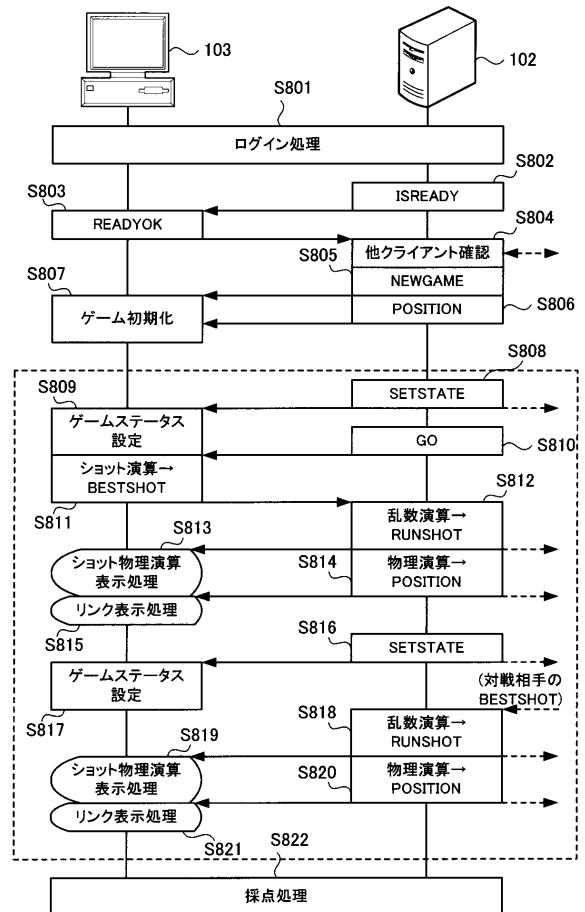 103
102
S801
ログイン処理
S802
S803
ISREADY
READYOK
S804
他クライアント確認
S805
S807
NEWGAME
ゲーム初期化
POSITION
S806
S808
S809
SETSTATE
ゲームステータス
設定
GO
S810
ショット演算→
BESTSHOT
S811
S812
S813
乱数演算→
RUNSHOT
ショット物理演算
表示処理
S814
物理演算→
POSITION
リンク表示処理
S815
S816
SETSTATE
ゲームステータス
設定
S817
(対戦相手の
BESTSHOT)
S818
S819
乱数演算→
RUNSHOT
ショット物理演算
表示処理
S820
物理演算→
POSITION
リンク表示処理
S821
S822
採点処理